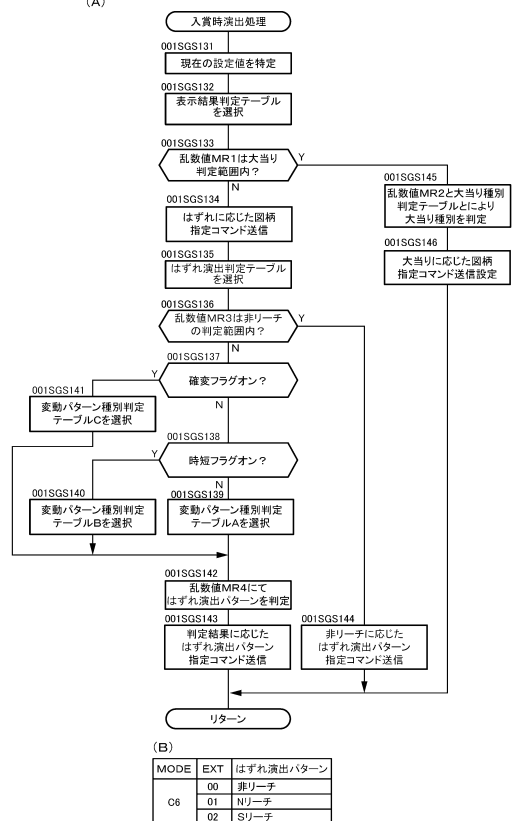 (A)
入賞時演出処理
001SGS131
現在の設定値を特定
001SGS132
表示結果判定テーブル
を選択
001SGS133
乱数値MR1は大当り
判定範囲内?
Y
N
001SGS145
乱数値MR2と大当り種別
判定テーブルとにより
大当り種別を判定
001SGS134
はずれに応じた図柄
指定コマンド送信
001SGS146
大当りに応じた図柄
指定コマンド送信設定
001SGS135
はずれ演出判定テーブル
を選択
001SGS136
乱数値MR3は非リーチ
の判定範囲内?
Y
N
001SGS137
確変フラグオン?
Y
N
001SGS141
変動パターン種別判定
テーブルCを選択
001SGS138
時短フラグオン?
Y
N
001SGS140
変動パターン種別判定
テーブルBを選択
001SGS139
変動パターン種別判定
テーブルAを選択
001SGS142
乱数値MR4にて
はずれ演出パターンを判定
001SGS143
判定結果に応じた
はずれ演出パターン
指定コマンド送信
001SGS144
非リーチに応じた
はずれ演出パターン
指定コマンド送信
リターン
(B)
MODE EXT はずれ演出パターン
C6 00 非リーチ
01 Nリーチ
02 Sリーチ